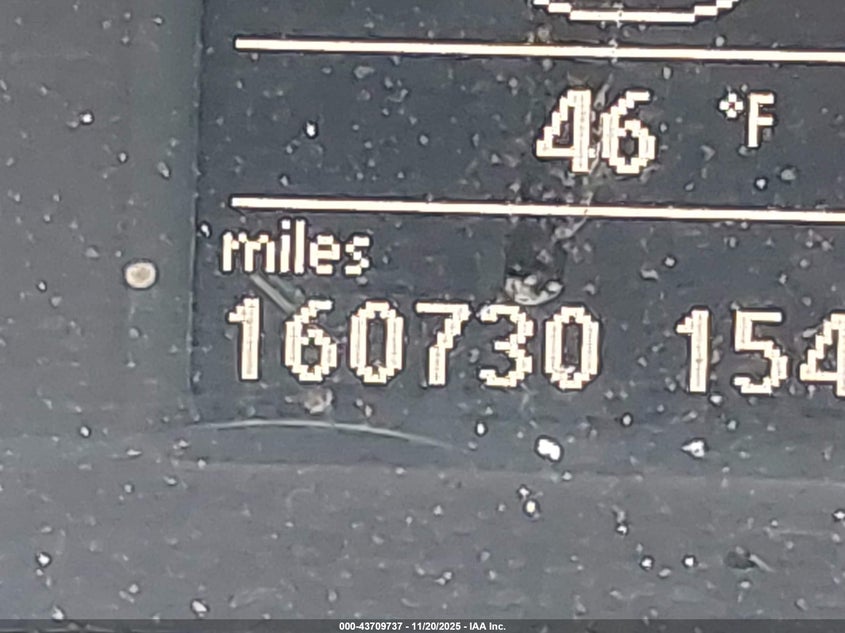 46 °F
miles
160730 154
000-43709737 - 11/20/2025 - IAA Inc.